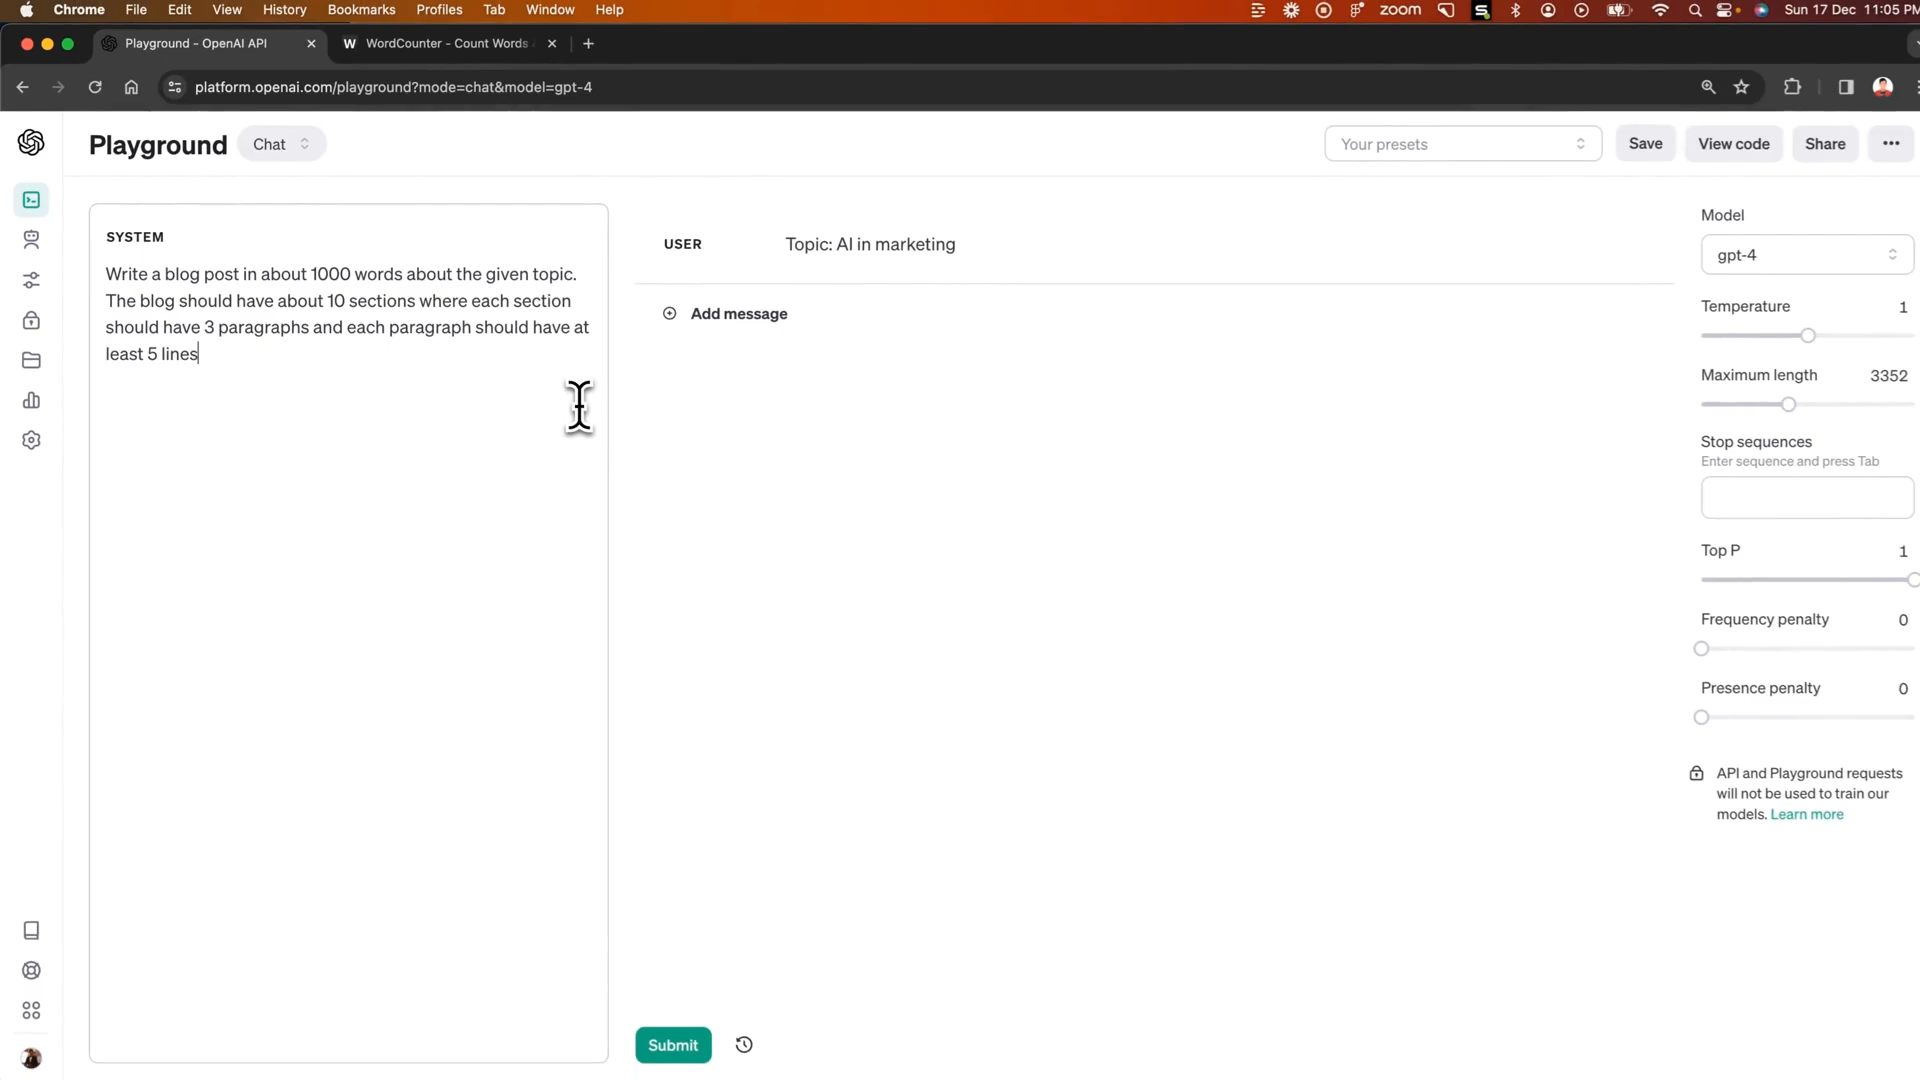 Chrome File Edit View History Bookmarks Profiles Tab Window Help zoom Sun 17 Dec 11:05 PM
Playground - OpenAI API W WordCounter - Count Words
platform.openai.com/playground?mode=chat&model=gpt-4
Playground Chat Your presets Save View code Share
SYSTEM
Write a blog post in about 1000 words about the given topic.
The blog should have about 10 sections where each section
should have 3 paragraphs and each paragraph should have at
least 5 lines
USER Topic: AI in marketing
Add message
Submit
Model
gpt-4
Temperature 1
Maximum length 3352
Stop sequences
Enter sequence and press Tab
Top P 1
Frequency penalty 0
Presence penalty 0
API and Playground requests
will not be used to train our
models. Learn more